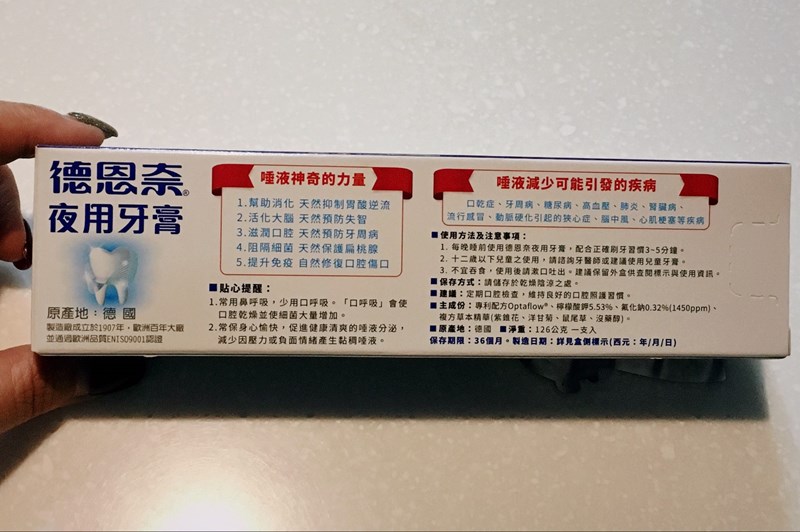 德恩奈®
夜用牙膏
原產地：德國
製造廠成立於1907年，歐洲百年大廠
並通過歐洲品質ENISO9001認證
唾液神奇的力量
1.幫助消化 天然抑制胃酸逆流
2.活化大腦 天然預防失智
3.滋潤口腔 天然預防牙周病
4.阻隔細菌 天然保護扁桃腺
5.提升免疫 自然修復口腔傷口
■貼心提醒：
1.常用鼻呼吸，少用口呼吸。「口呼吸」會使
口腔乾燥並使細菌大量增加。
2.常保身心愉快，促進健康清爽的唾液分泌，
減少因壓力或負面情緒產生黏稠唾液。
唾液減少可能引發的疾病
口乾症、牙周病、糖尿病、高血壓、肺炎、腎臟病、
流行感冒、動脈硬化引起的狹心症、腦中風、心肌梗塞等疾病
■使用方法及注意事項：
1. 每晚睡前使用德恩奈夜用牙膏，配合正確刷牙習慣3~5分鐘。
2. 十二歲以下兒童之使用，請諮詢牙醫師或建議使用兒童牙膏。
3. 不宜吞食，使用後請漱口吐出。建議保留外盒供查閱標示與使用資訊。
■保存方式：請儲存於乾燥陰涼之處。
■建議：定期口腔檢查，維持良好的口腔照護習慣。
■主成份：專利配方Optaflow®、檸檬酸鉀5.53%、氟化鈉0.32%(1450ppm)、
複方草本精華(紫錐花、洋甘菊、鼠尾草、沒藥醇)。
■原產地：德國 ■淨重：126公克 一支入
保存期限：36個月。製造日期：詳見盒側標示(西元：年/月/日)